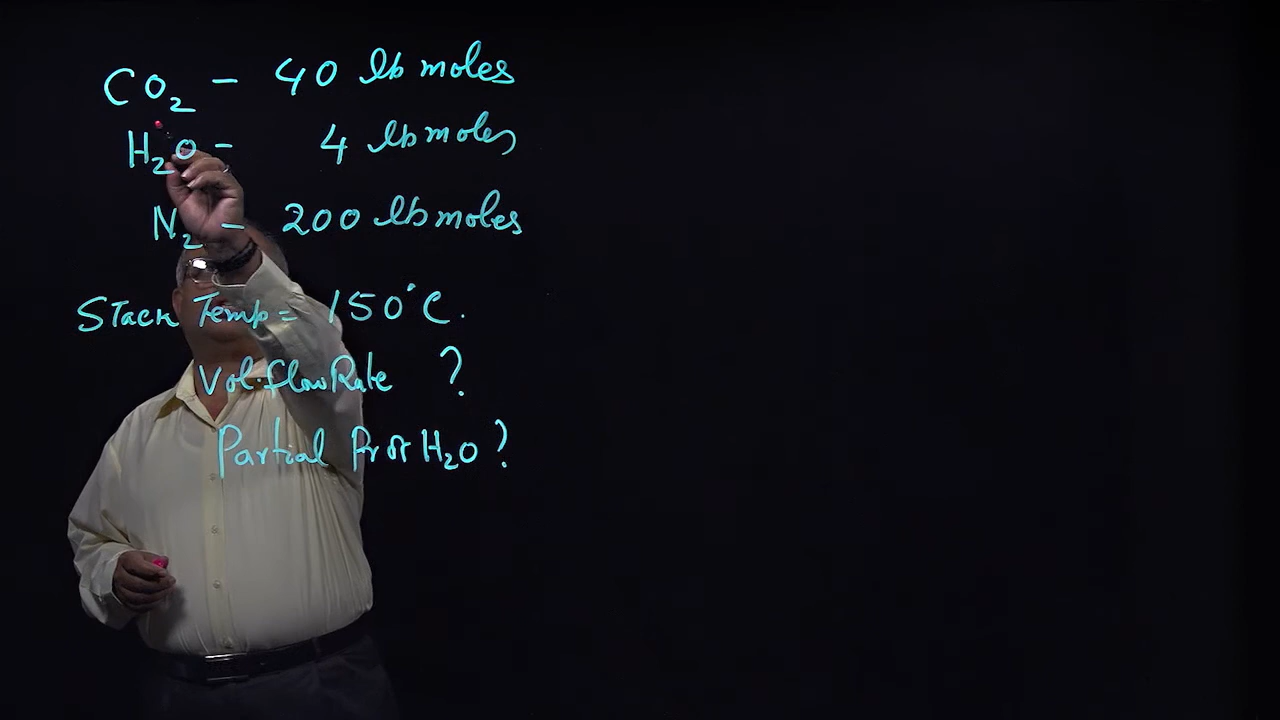 CO2 - 40 lb moles
H2O - 4 lb moles
N2 - 200 lb moles
Stack Temp = 150°C.
Vol. flow Rate ?
Partial Pr of H2O ?